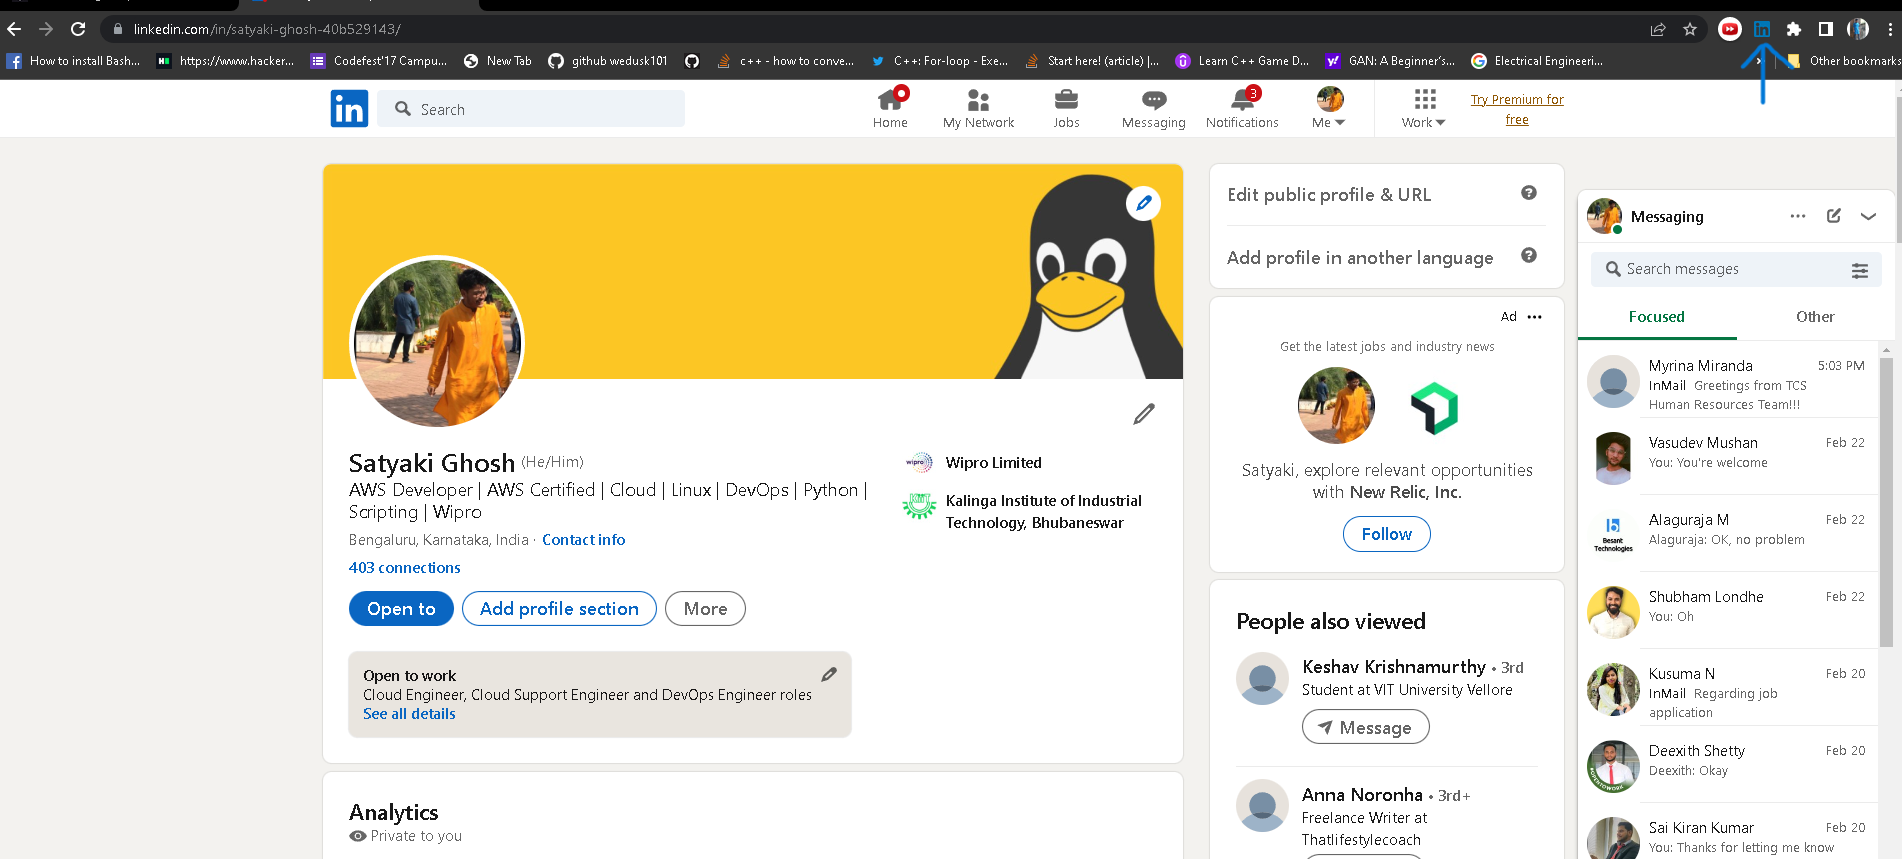 linkedin.com/in/satyaki-ghosh-40b529143/
How to install Bash...
https://www.hacker...
Codefest'17 Campu...
New Tab
github wedusk101
c++ - how to conve...
C++: For-loop - Exe...
Start here! (article) |...
Learn C++ Game D...
GAN: A Beginner's...
Electrical Engineeri...
Other bookmarks
in
Search
Home
My Network
Jobs
Messaging
3
Notifications
Me
Work
Try Premium for
free
Satyaki Ghosh (He/Him)
AWS Developer | AWS Certified | Cloud | Linux | DevOps | Python |
Scripting | Wipro
Bengaluru, Karnataka, India · Contact info
403 connections
Open to
Add profile section
More
wipro
Wipro Limited
Kalinga Institute of Industrial
Technology, Bhubaneswar
Open to work
Cloud Engineer, Cloud Support Engineer and DevOps Engineer roles
See all details
Analytics
Private to you
Edit public profile & URL
Add profile in another language
Ad
Get the latest jobs and industry news
Satyaki, explore relevant opportunities
with New Relic, Inc.
Follow
People also viewed
Keshav Krishnamurthy • 3rd
Student at VIT University Vellore
Message
Anna Noronha • 3rd+
Freelance Writer at
Thatlifestylecoach
Messaging
Search messages
Focused
Other
Myrina Miranda 5:03 PM
InMail Greetings from TCS
Human Resources Team!!!
Vasudev Mushan Feb 22
You: You're welcome
Besant
Technologies
Alaguraja M Feb 22
Alaguraja: OK, no problem
Shubham Londhe Feb 22
You: Oh
Kusuma N Feb 20
InMail Regarding job
application
Deexith Shetty Feb 20
Deexith: Okay
Sai Kiran Kumar Feb 20
You: Thanks for letting me know